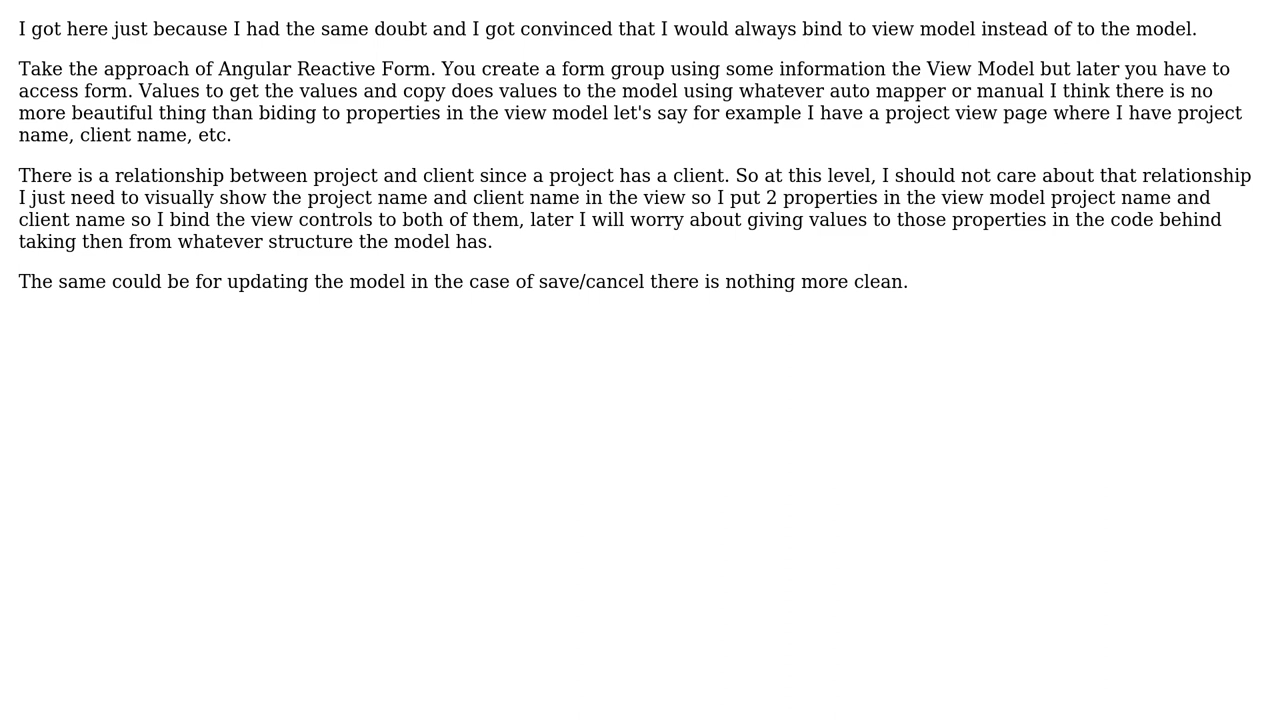 I got here just because I had the same doubt and I got convinced that I would always bind to view model instead of to the model.
Take the approach of Angular Reactive Form. You create a form group using some information the View Model but later you have to
access form. Values to get the values and copy does values to the model using whatever auto mapper or manual I think there is no
more beautiful thing than biding to properties in the view model let's say for example I have a project view page where I have project
name, client name, etc.
There is a relationship between project and client since a project has a client. So at this level, I should not care about that relationship
I just need to visually show the project name and client name in the view so I put 2 properties in the view model project name and
client name so I bind the view controls to both of them, later I will worry about giving values to those properties in the code behind
taking then from whatever structure the model has.
The same could be for updating the model in the case of save/cancel there is nothing more clean.